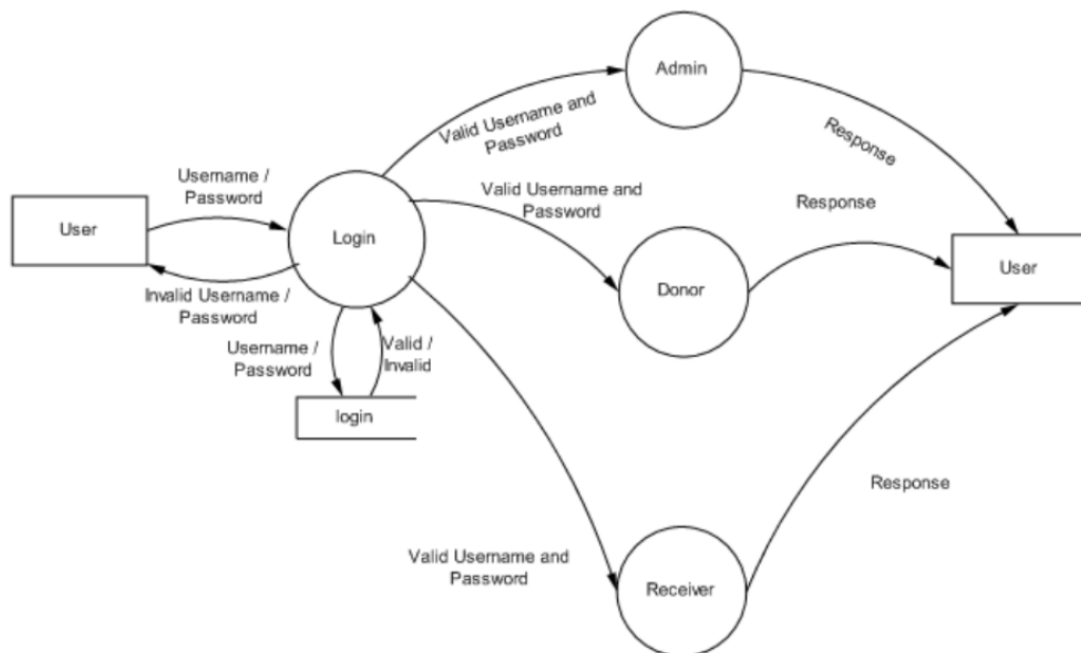 Admin
Valid Username and
Password
Response
Username /
Password
Valid Username and
Password
Response
User
Login
User
Donor
Invalid Username /
Password
Username /
Password
Valid /
Invalid
login
Response
Valid Username and
Password
Receiver